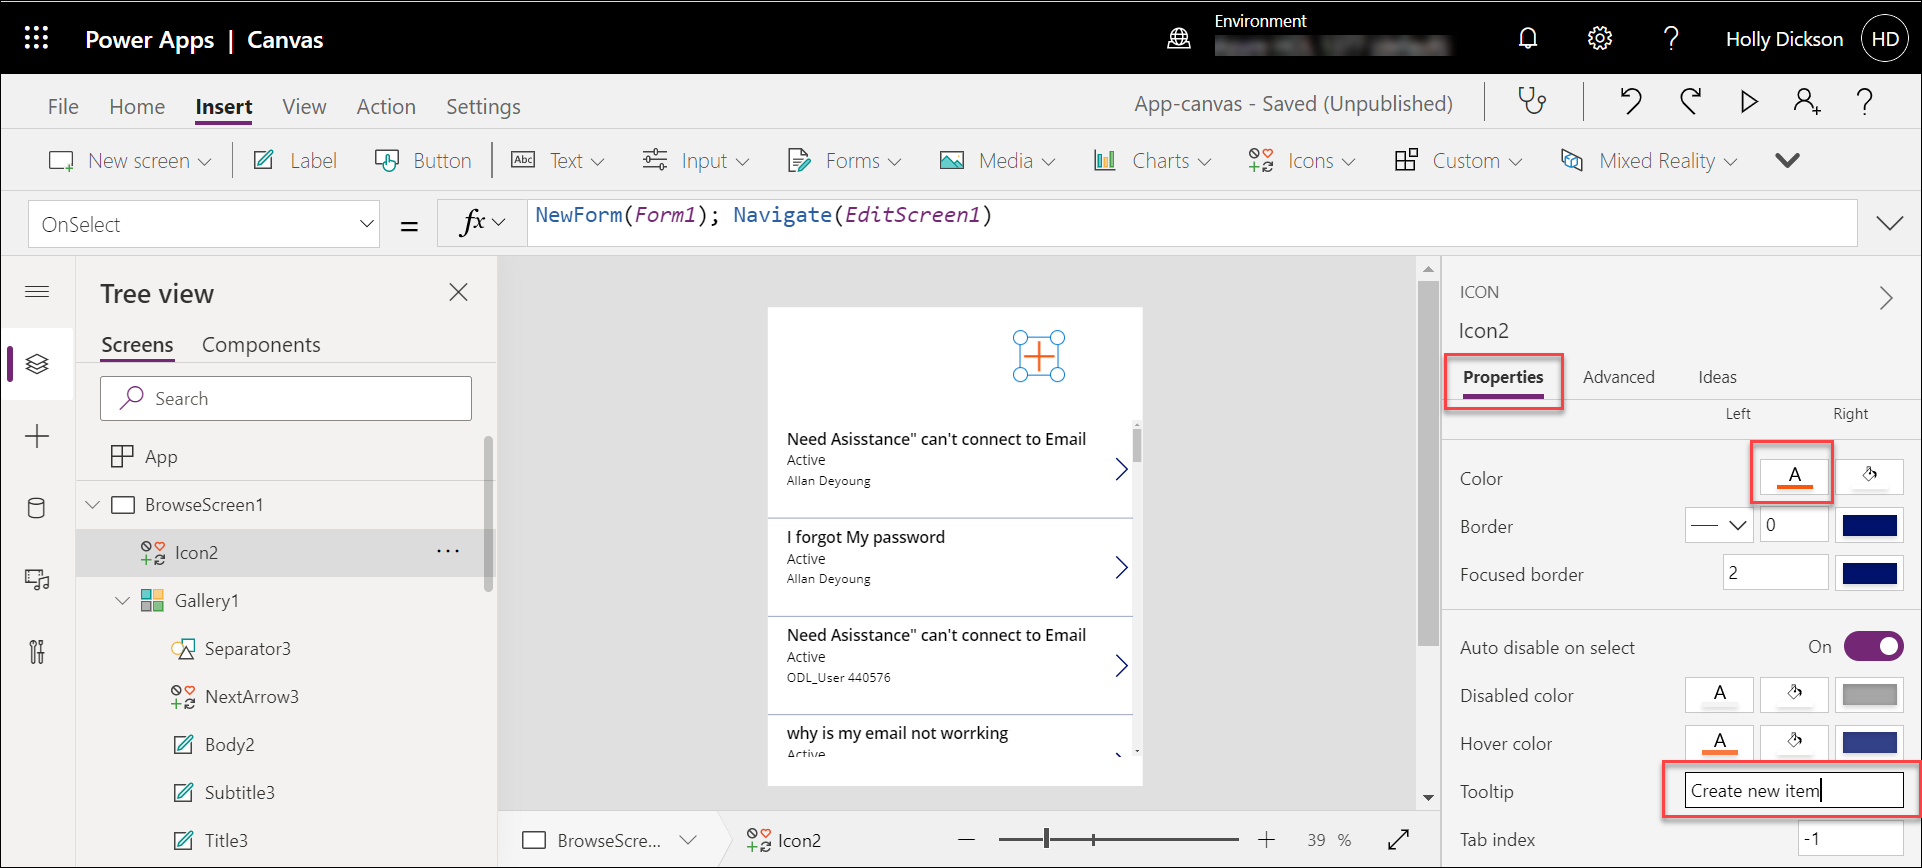 Power Apps | Canvas
Environment
Holly Dickson
HD
File Home Insert View Action Settings
App-canvas - Saved (Unpublished)
New screen Label Button Abc Text Input Forms Media Charts Icons Custom Mixed Reality
OnSelect = fx NewForm(Form1); Navigate(EditScreen1)
Tree view
Screens Components
Search
App
BrowseScreen1
Icon2 ...
Gallery1
Separator3
NextArrow3
Body2
Subtitle3
Title3
Need Asisstance" can't connect to Email
Active
Allan Deyoung
I forgot My password
Active
Allan Deyoung
Need Asisstance" can't connect to Email
Active
ODL_User 440576
why is my email not worrking
Active
BrowseScre... Icon2
39 %
ICON
Icon2
Properties Advanced Ideas
Left Right
Color A
Border 0
Focused border 2
Auto disable on select On
Disabled color A
Hover color A
Tooltip Create new item
Tab index -1